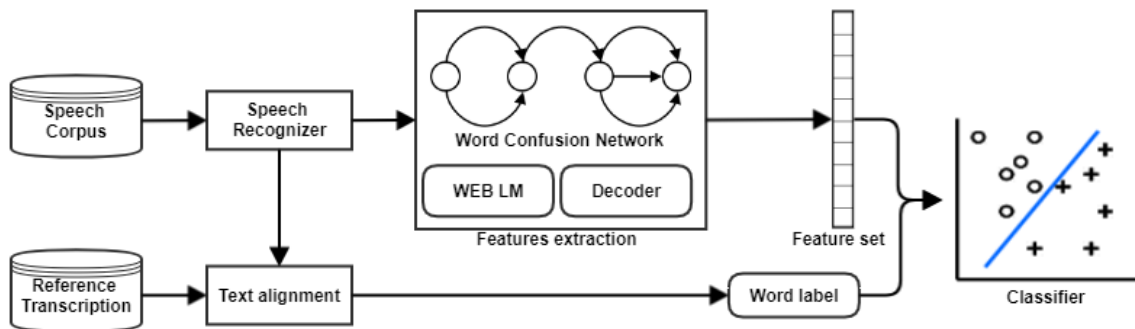 Speech
Corpus
Speech
Recognizer
Word Confusion Network
WEB LM
Decoder
Features extraction
Feature set
Reference
Transcription
Text alignment
Word label
Classifier